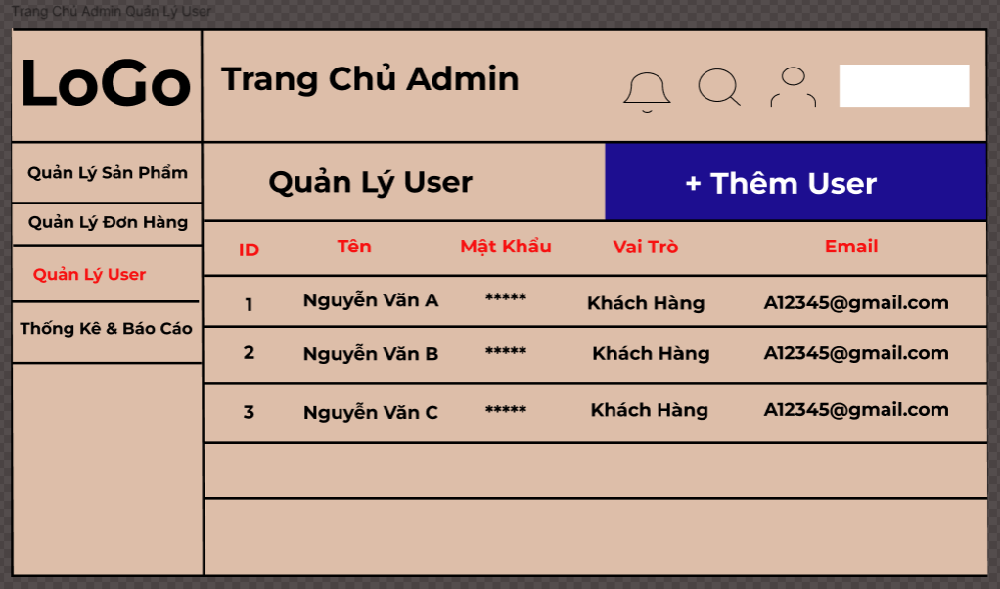 Trang Chủ Admin Quản Lý User
LoGo
Trang Chủ Admin
Quản Lý Sản Phẩm
Quản Lý Đơn Hàng
Quản Lý User
Thống Kê & Báo Cáo
Quản Lý User
+ Thêm User
ID Tên Mật Khẩu Vai Trò Email
1 Nguyễn Văn A ***** Khách Hàng A12345@gmail.com
2 Nguyễn Văn B ***** Khách Hàng A12345@gmail.com
3 Nguyễn Văn C ***** Khách Hàng A12345@gmail.com